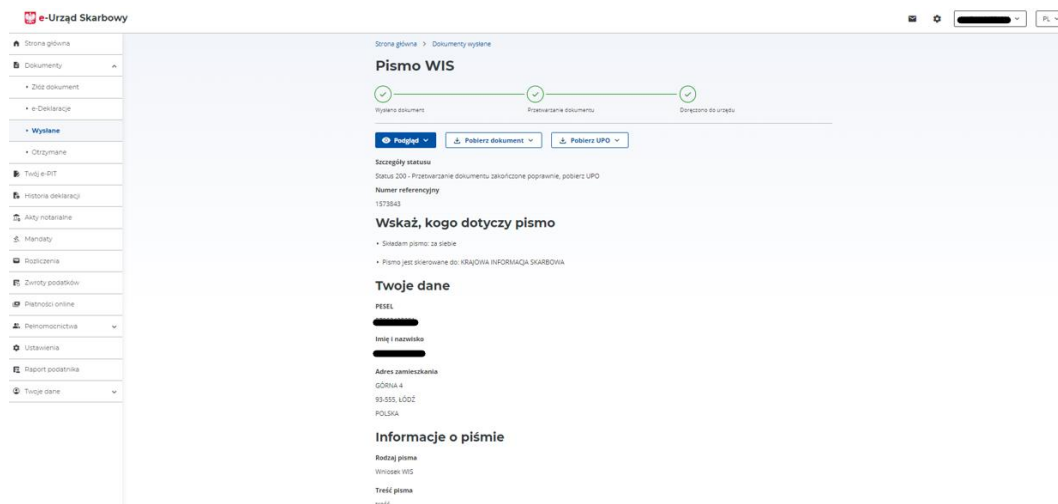 e-Urząd Skarbowy
PL
Strona główna
Dokumenty
Złóż dokument
e-Deklaracje
Wysłane
Otrzymane
Twój e-PIT
Historia deklaracji
Akty notarialne
Mandaty
Rozliczenia
Zwroty podatków
Płatności online
Pełnomocnictwa
Ustawienia
Raport podatnika
Twoje dane
Strona główna > Dokumenty wysłane
Pismo WIS
Wysłano dokument
Przetwarzanie dokumentu
Doręczono do urzędu
Podgląd
Pobierz dokument
Pobierz UPO
Szczegóły statusu
Status 200 - Przetwarzanie dokumentu zakończone poprawnie, pobierz UPO
Numer referencyjny
1573843
Wskaż, kogo dotyczy pismo
• Składam pismo: za siebie
• Pismo jest skierowane do: KRAJOWA INFORMACJA SKARBOWA
Twoje dane
PESEL
Imię i nazwisko
Adres zamieszkania
GÓRNA 4
93-555, ŁÓDŹ
POLSKA
Informacje o piśmie
Rodzaj pisma
Wniosek WIS
Treść pisma